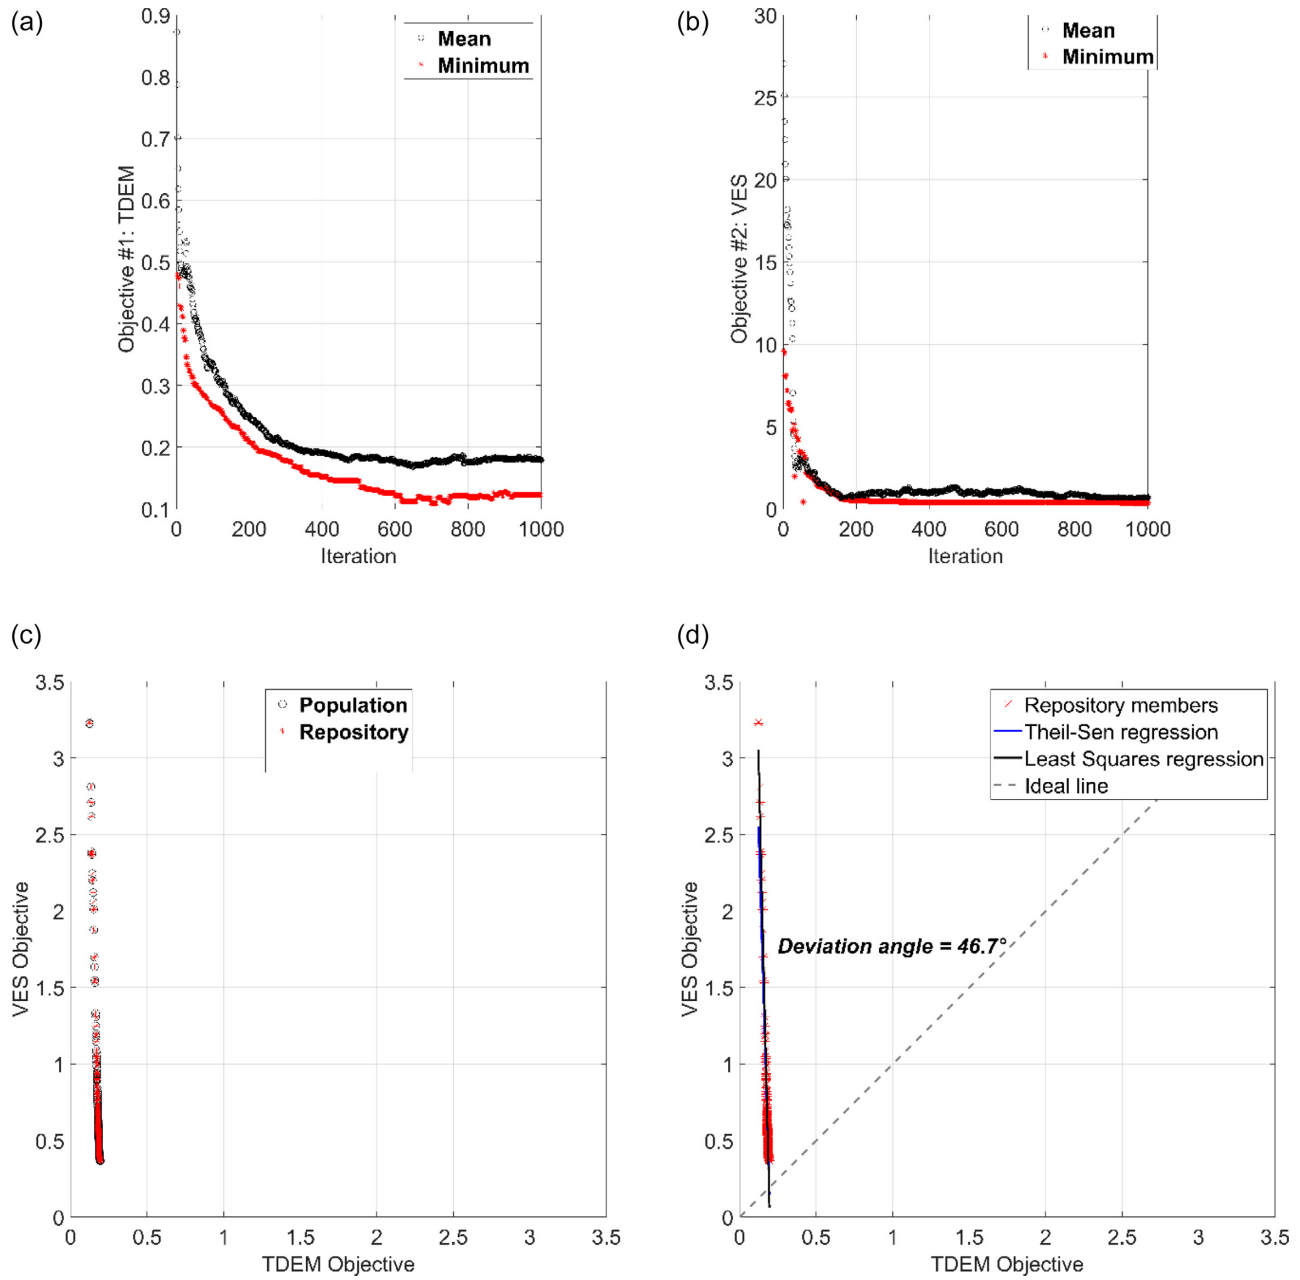 (a)
0.9
0.8
0.7
0.6
0.5
0.4
0.3
0.2
0.1
Objective #1: TDEM
Mean
Minimum
0 200 400 600 800 1000
Iteration
(b)
30
25
20
15
10
5
0
Objective #2: VES
Mean
Minimum
0 200 400 600 800 1000
Iteration
(c)
3.5
3
2.5
2
1.5
1
0.5
0
VES Objective
Population
Repository
0 0.5 1 1.5 2 2.5 3 3.5
TDEM Objective
(d)
3.5
3
2.5
2
1.5
1
0.5
0
VES Objective
Repository members
Theil-Sen regression
Least Squares regression
Ideal line
Deviation angle = 46.7°
0 0.5 1 1.5 2 2.5 3 3.5
TDEM Objective